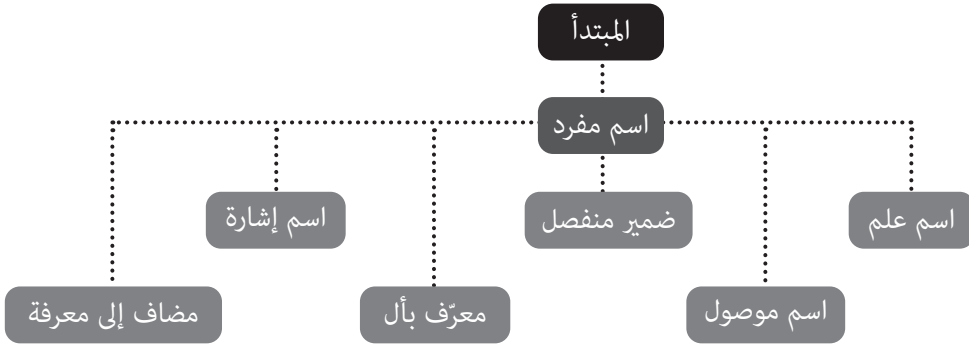 المبتدأ
اسم مفرد
اسم علم
ضمير منفصل
اسم إشارة
اسم موصول
معرّف بأل
مضاف إلى معرفة